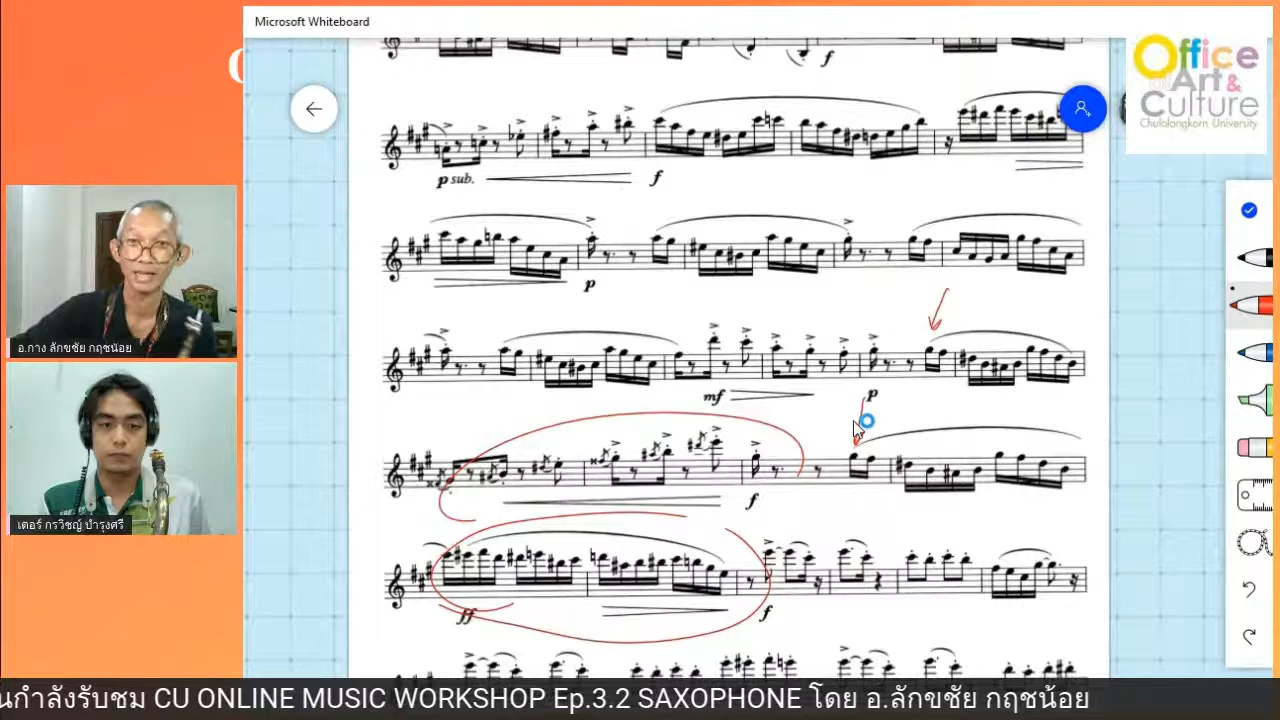 Microsoft Whiteboard
Office
of
Art &
Culture
Chulalongkorn University
f
p sub.
f
p
mf
p
f
ff
f
อ.กาง ลักขชัย กฤชน้อย
เตอร์ กรวิชญ์ บำรุงศรี
นกำลังรับชม CU ONLINE MUSIC WORKSHOP Ep.3.2 SAXOPHONE โดย อ.ลักขชัย กฤชน้อย